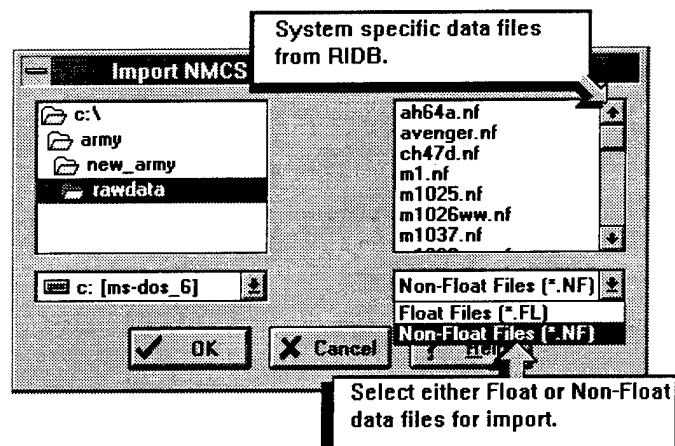 System specific data files
from RIDB.
Import NMCS
c:\
army
new_army
rawdata
ah64a.nf
avenger.nf
ch47d.nf
m1.nf
m1025.nf
m1026ww.nf
m1037.nf
c: [ms-dos_6]
Non-Float Files (*.NF)
Float Files (*.FL)
Non-Float Files (*.NF)
OK
Cancel
? Help
Select either Float or Non-Float
data files for import.